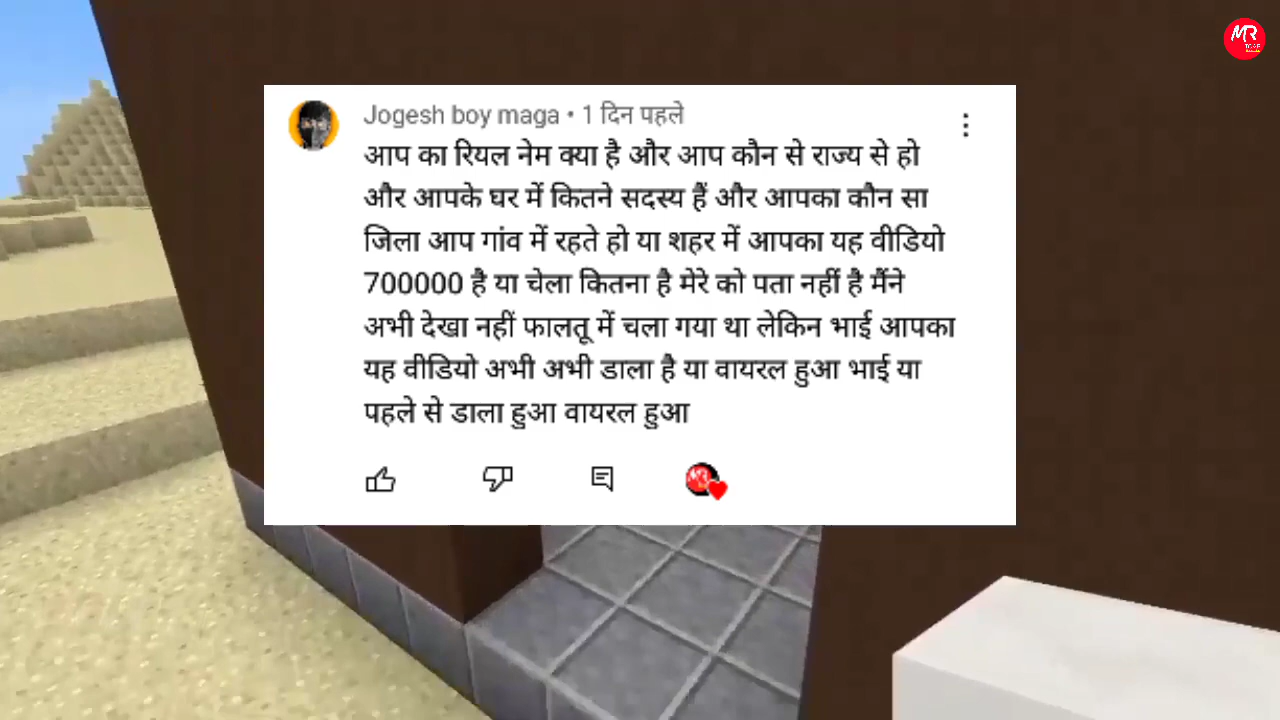 MR
Jogesh boy maga • 1 दिन पहले
आप का रियल नेम क्या है और आप कौन से राज्य से हो
और आपके घर में कितने सदस्य हैं और आपका कौन सा
जिला आप गांव में रहते हो या शहर में आपका यह वीडियो
700000 है या चेला कितना है मेरे को पता नहीं है मैंने
अभी देखा नहीं फालतू में चला गया था लेकिन भाई आपका
यह वीडियो अभी अभी डाला है या वायरल हुआ भाई या
पहले से डाला हुआ वायरल हुआ